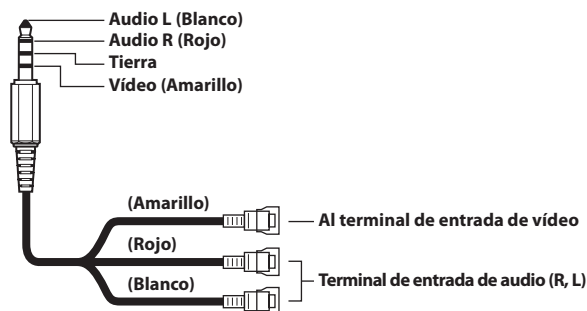 Audio L (Blanco)
Audio R (Rojo)
Tierra
Vídeo (Amarillo)
(Amarillo)
Al terminal de entrada de vídeo
(Rojo)
Terminal de entrada de audio (R, L)
(Blanco)